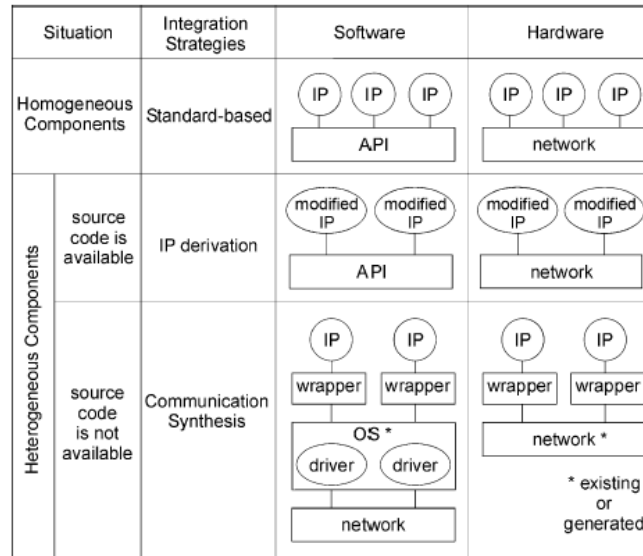 Situation
Integration
Strategies
Software
Hardware
Homogeneous
Components
Standard-based
IP IP IP
API
IP IP IP
network
Heterogeneous Components
source
code is
available
IP derivation
modified
IP
modified
IP
API
modified
IP
modified
IP
network
source
code
is not
available
Communication
Synthesis
IP IP
wrapper wrapper
OS *
driver driver
network
IP IP
wrapper wrapper
network *
* existing
or
generated